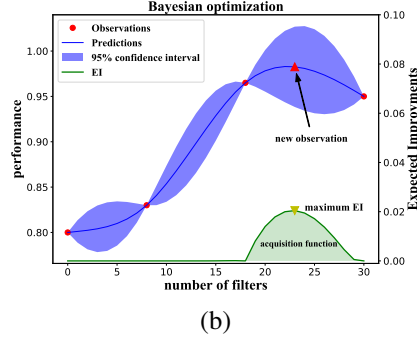 Bayesian optimization
Observations
Predictions
95% confidence interval
EI
performance
1.00
0.95
0.90
0.85
0.80
0.10
0.08
0.06
0.04
0.02
0.00
Expected Improvments
new observation
maximum EI
acquisition function
0 5 10 15 20 25 30
number of filters
(b)